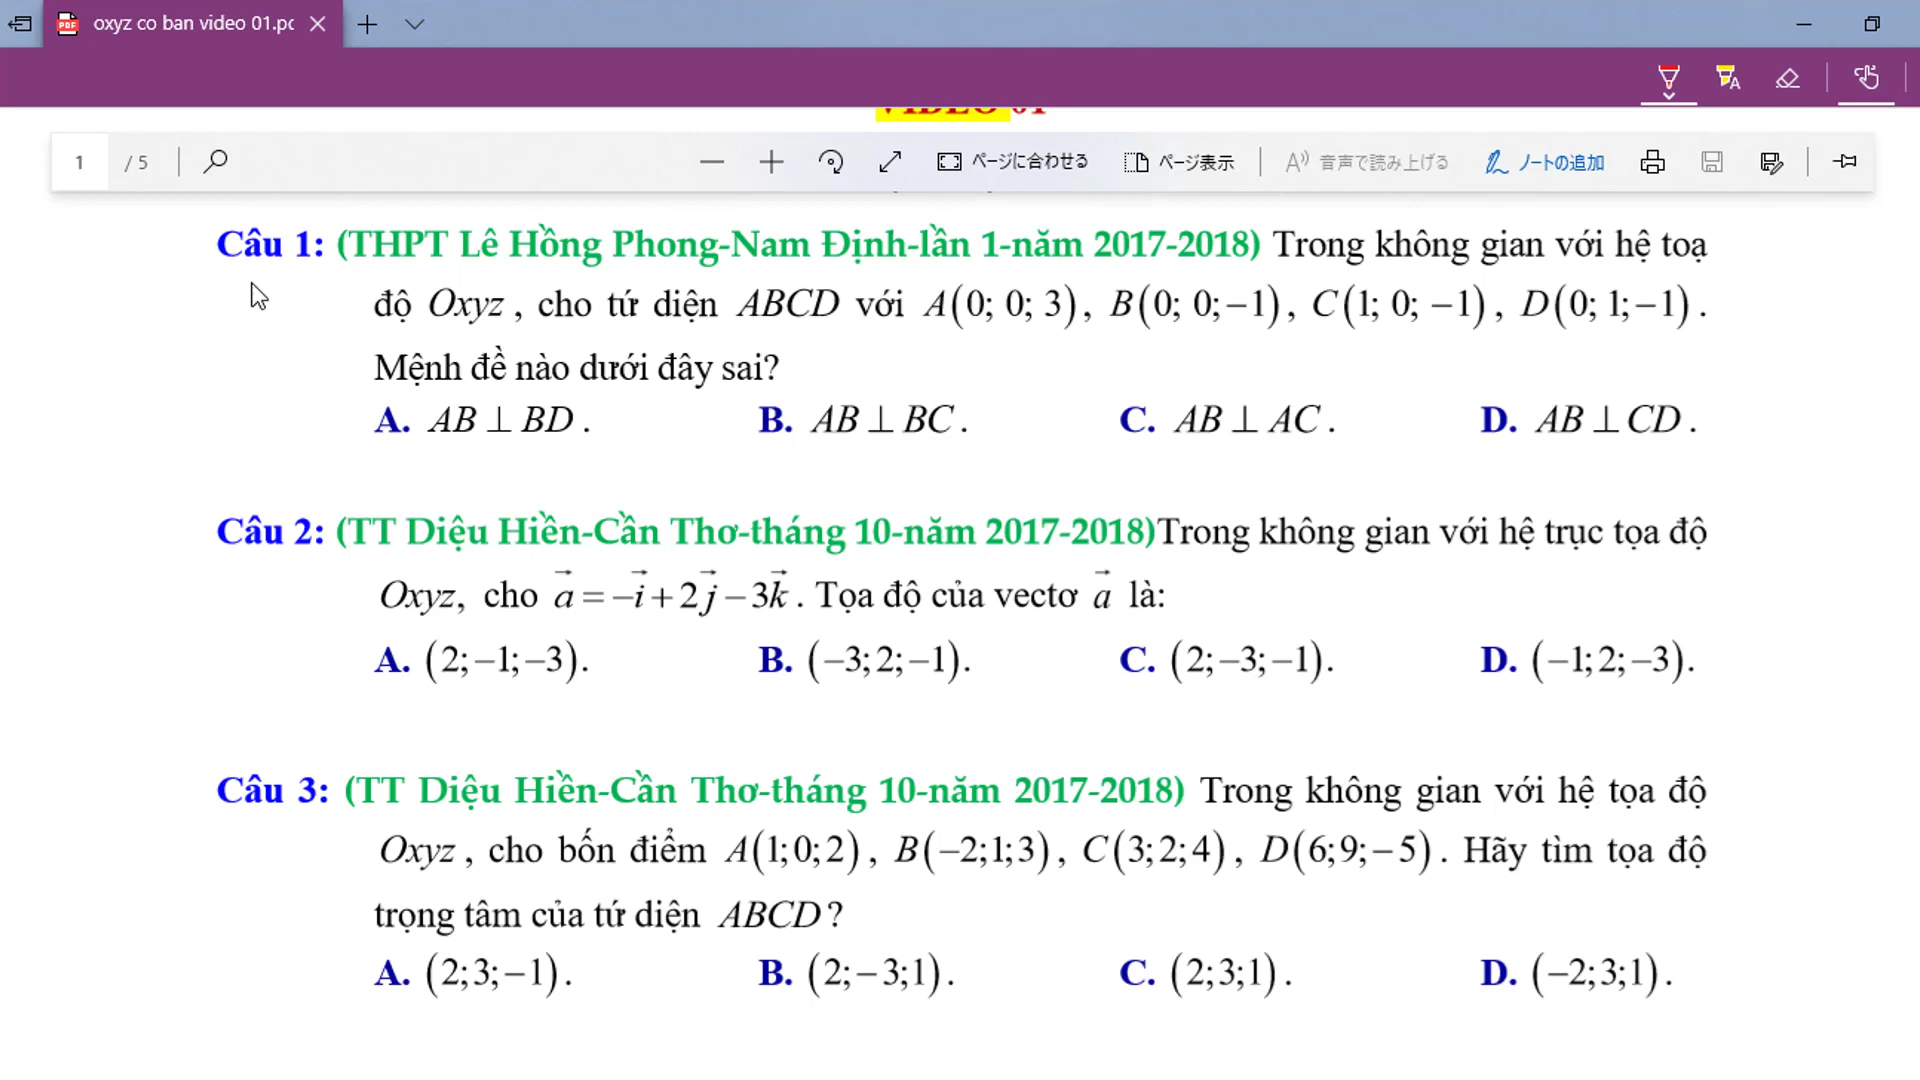 oxyz co ban video 01.pc
VIDEO 01
1 / 5 ページに合わせる ページ表示 音声で読み上げる ノートの追加
Câu 1: (THPT Lê Hồng Phong-Nam Định-lần 1-năm 2017-2018) Trong không gian với hệ toạ
độ Oxyz , cho tứ diện ABCD với A(0; 0; 3), B(0; 0;−1), C(1; 0; −1), D(0; 1;−1).
Mệnh đề nào dưới đây sai?
A. AB ⊥ BD. B. AB ⊥ BC. C. AB ⊥ AC. D. AB ⊥ CD.
Câu 2: (TT Diệu Hiền-Cần Thơ-tháng 10-năm 2017-2018)Trong không gian với hệ trục tọa độ
Oxyz, cho a⃗ = −i⃗ + 2j⃗ − 3k⃗. Tọa độ của vectơ a⃗ là:
A. (2;−1;−3). B. (−3;2;−1). C. (2;−3;−1). D. (−1;2;−3).
Câu 3: (TT Diệu Hiền-Cần Thơ-tháng 10-năm 2017-2018) Trong không gian với hệ tọa độ
Oxyz , cho bốn điểm A(1;0;2), B(−2;1;3), C(3;2;4), D(6;9;−5). Hãy tìm tọa độ
trọng tâm của tứ diện ABCD?
A. (2;3;−1). B. (2;−3;1). C. (2;3;1). D. (−2;3;1).